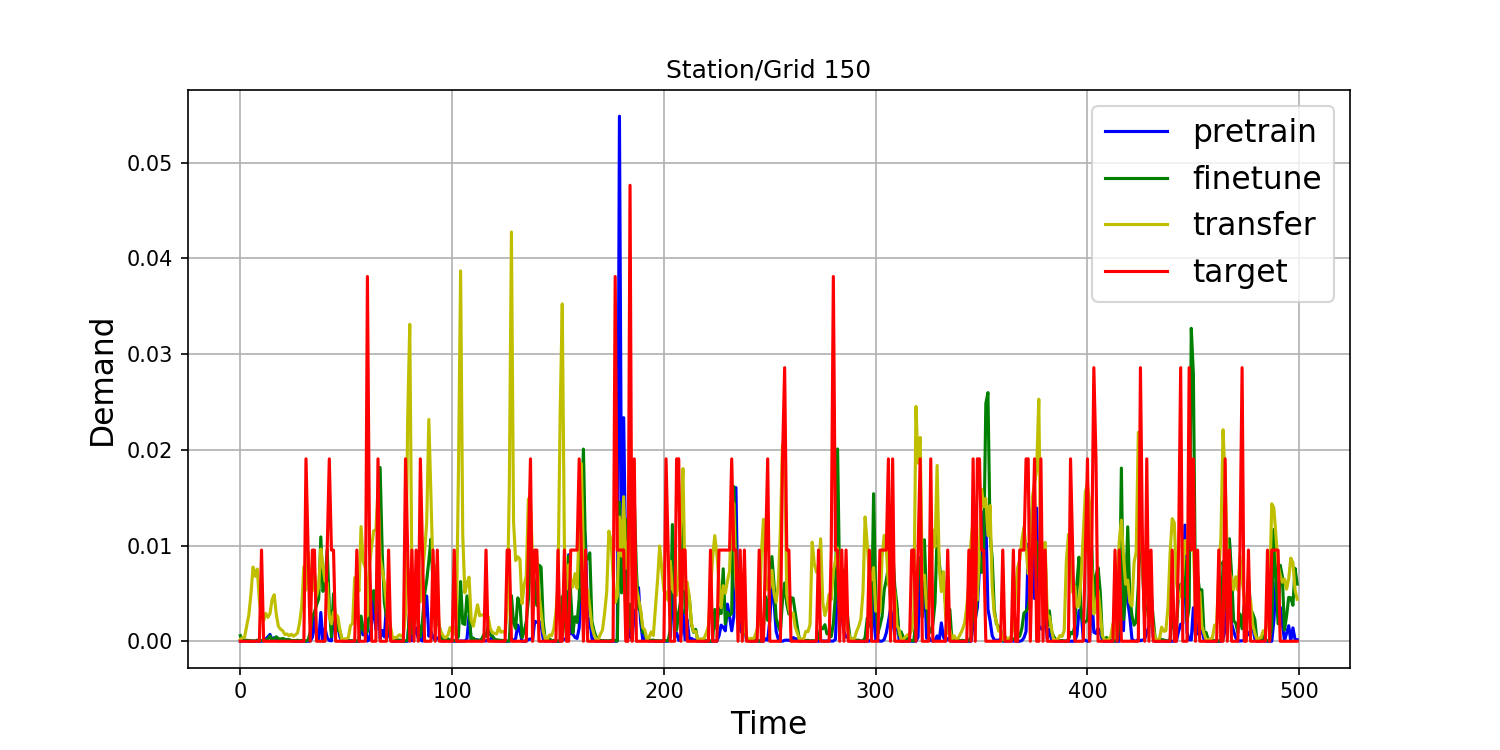 Station/Grid 150
pretrain
finetune
transfer
target
Demand
0.05
0.04
0.03
0.02
0.01
0.00
0 100 200 300 400 500
Time